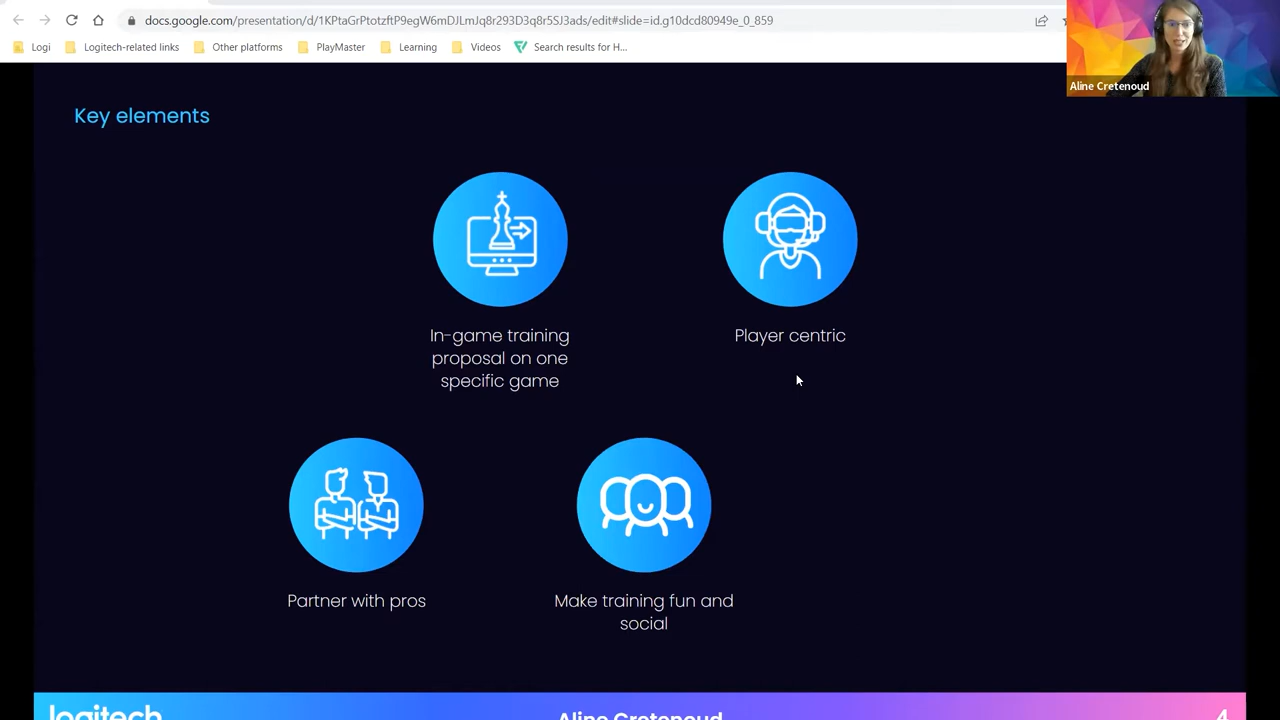 docs.google.com/presentation/d/1KPtaGrPtotzftP9egW6mDJLmJq8r293D3q8r5SJ3ads/edit#slide=id.g10dcd80949e_0_859
Logi
Logitech-related links
Other platforms
PlayMaster
Learning
Videos
Search results for H...
Aline Cretenoud
Key elements
In-game training
proposal on one
specific game
Player centric
Partner with pros
Make training fun and
social
logitech
Aline Cretenoud
4